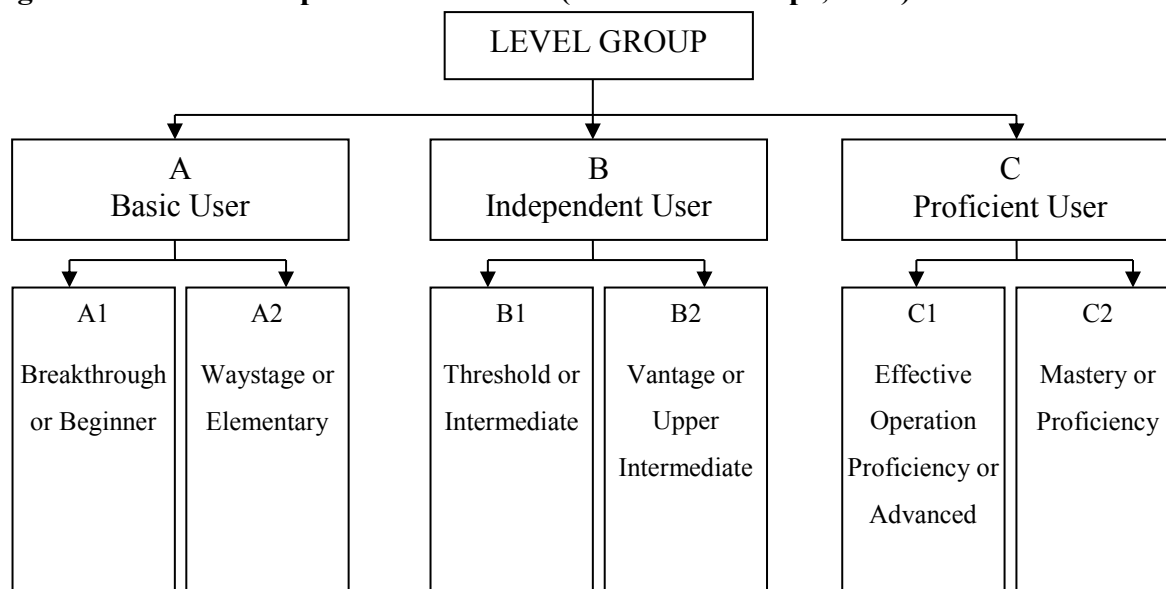 LEVEL GROUP
A
Basic User
B
Independent User
C
Proficient User
A1
Breakthrough
or Beginner
A2
Waystage or
Elementary
B1
Threshold or
Intermediate
B2
Vantage or
Upper
Intermediate
C1
Effective
Operation
Proficiency or
Advanced
C2
Mastery or
Proficiency